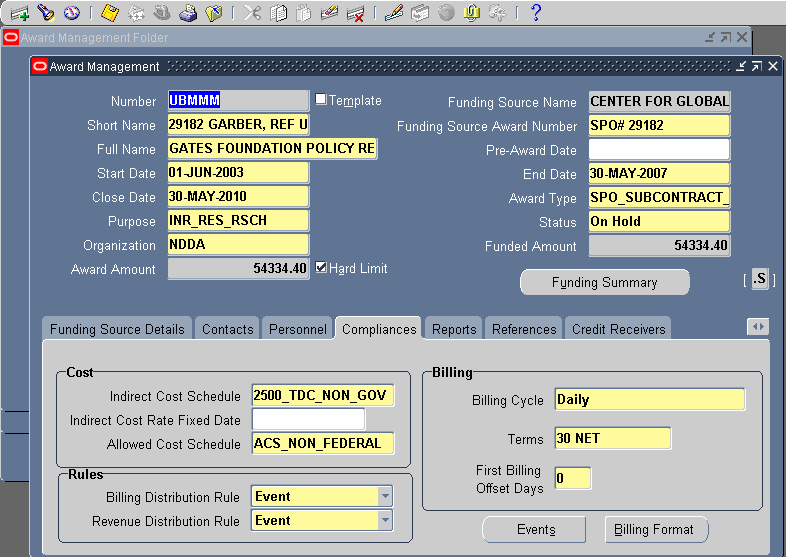 Award Management Folder
Award Management
Number UBMMM Template Funding Source Name CENTER FOR GLOBAL
Short Name 29182 GARBER, REF U Funding Source Award Number SPO# 29182
Full Name GATES FOUNDATION POLICY RE Pre-Award Date
Start Date 01-JUN-2003 End Date 30-MAY-2007
Close Date 30-MAY-2010 Award Type SPO_SUBCONTRACT_
Purpose INR_RES_RSCH Status On Hold
Organization NDDA Funded Amount 54334.40
Award Amount 54334.40 Hard Limit
Funding Summary [ .S ]
Funding Source Details Contacts Personnel Compliances Reports References Credit Receivers
Cost
Indirect Cost Schedule 2500_TDC_NON_GOV
Indirect Cost Rate Fixed Date
Allowed Cost Schedule ACS_NON_FEDERAL
Rules
Billing Distribution Rule Event
Revenue Distribution Rule Event
Billing
Billing Cycle Daily
Terms 30 NET
First Billing
Offset Days 0
Events Billing Format